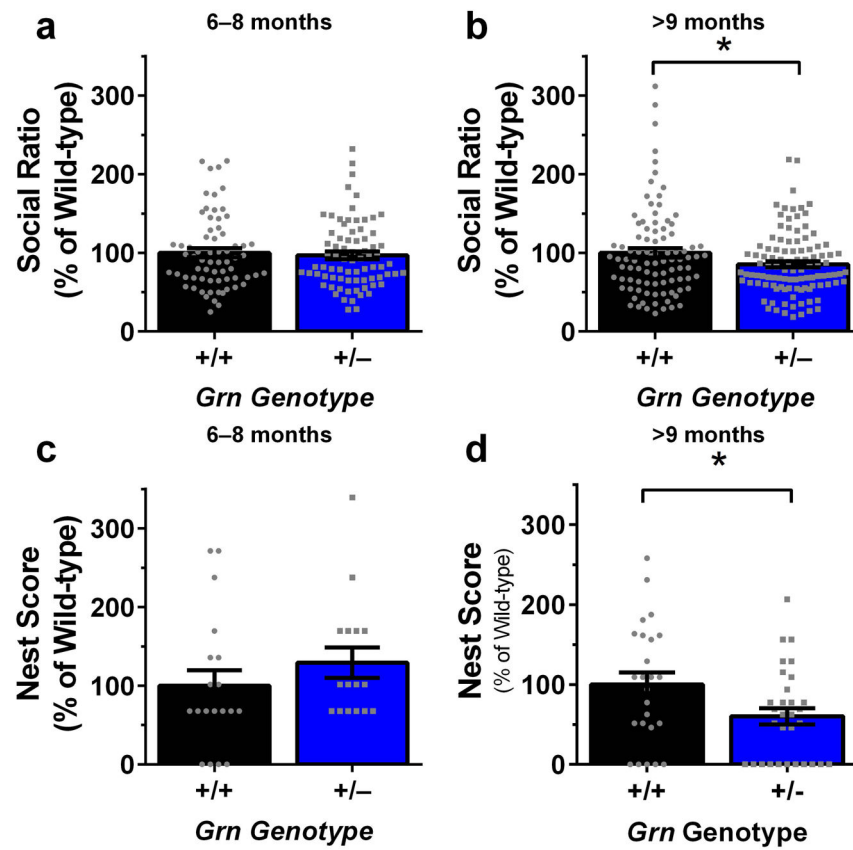 a
6–8 months
Social Ratio
(% of Wild-type)
300
200
100
0
+/+
+/–
Grn Genotype
b
>9 months
*
Social Ratio
(% of Wild-type)
300
200
100
0
+/+
+/–
Grn Genotype
c
6–8 months
Nest Score
(% of Wild-type)
300
200
100
0
+/+
+/–
Grn Genotype
d
>9 months
*
Nest Score
(% of Wild-type)
300
200
100
0
+/+
+/-
Grn Genotype